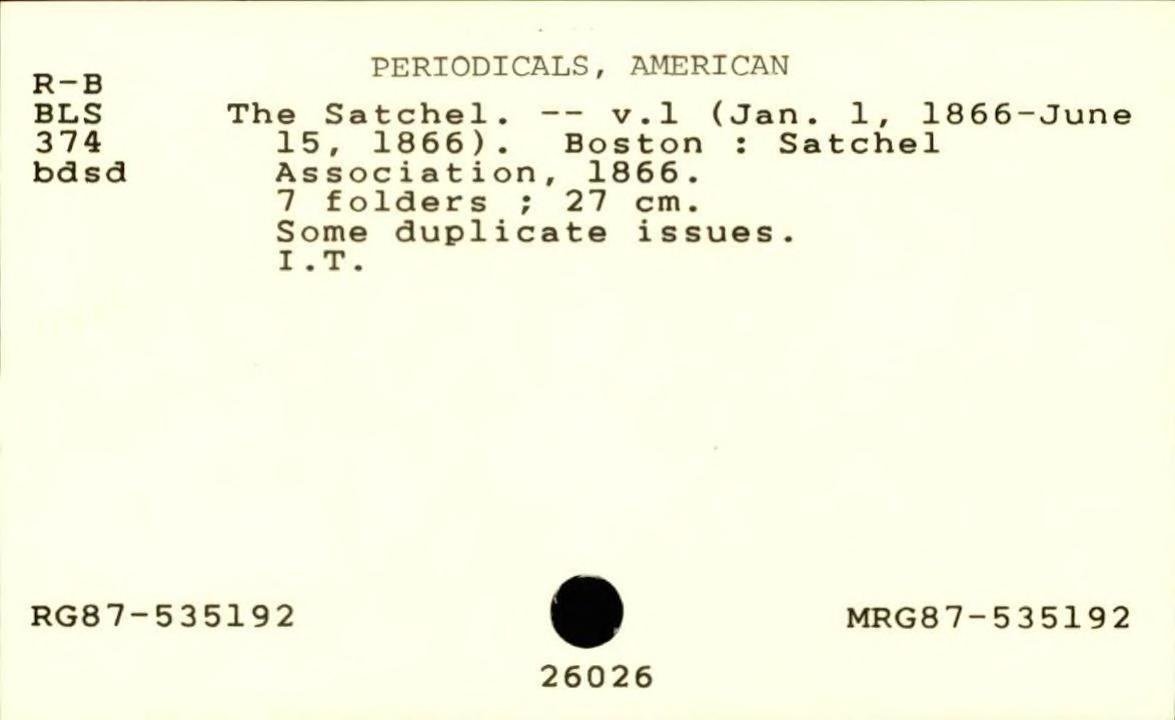 PERIODICALS, AMERICAN
R-B
BLS The Satchel. -- v.1 (Jan. 1, 1866-June
374 15, 1866). Boston : Satchel
bdsd Association, 1866.
7 folders ; 27 cm.
Some duplicate issues.
I.T.
RG87-535192 MRG87-535192
26026